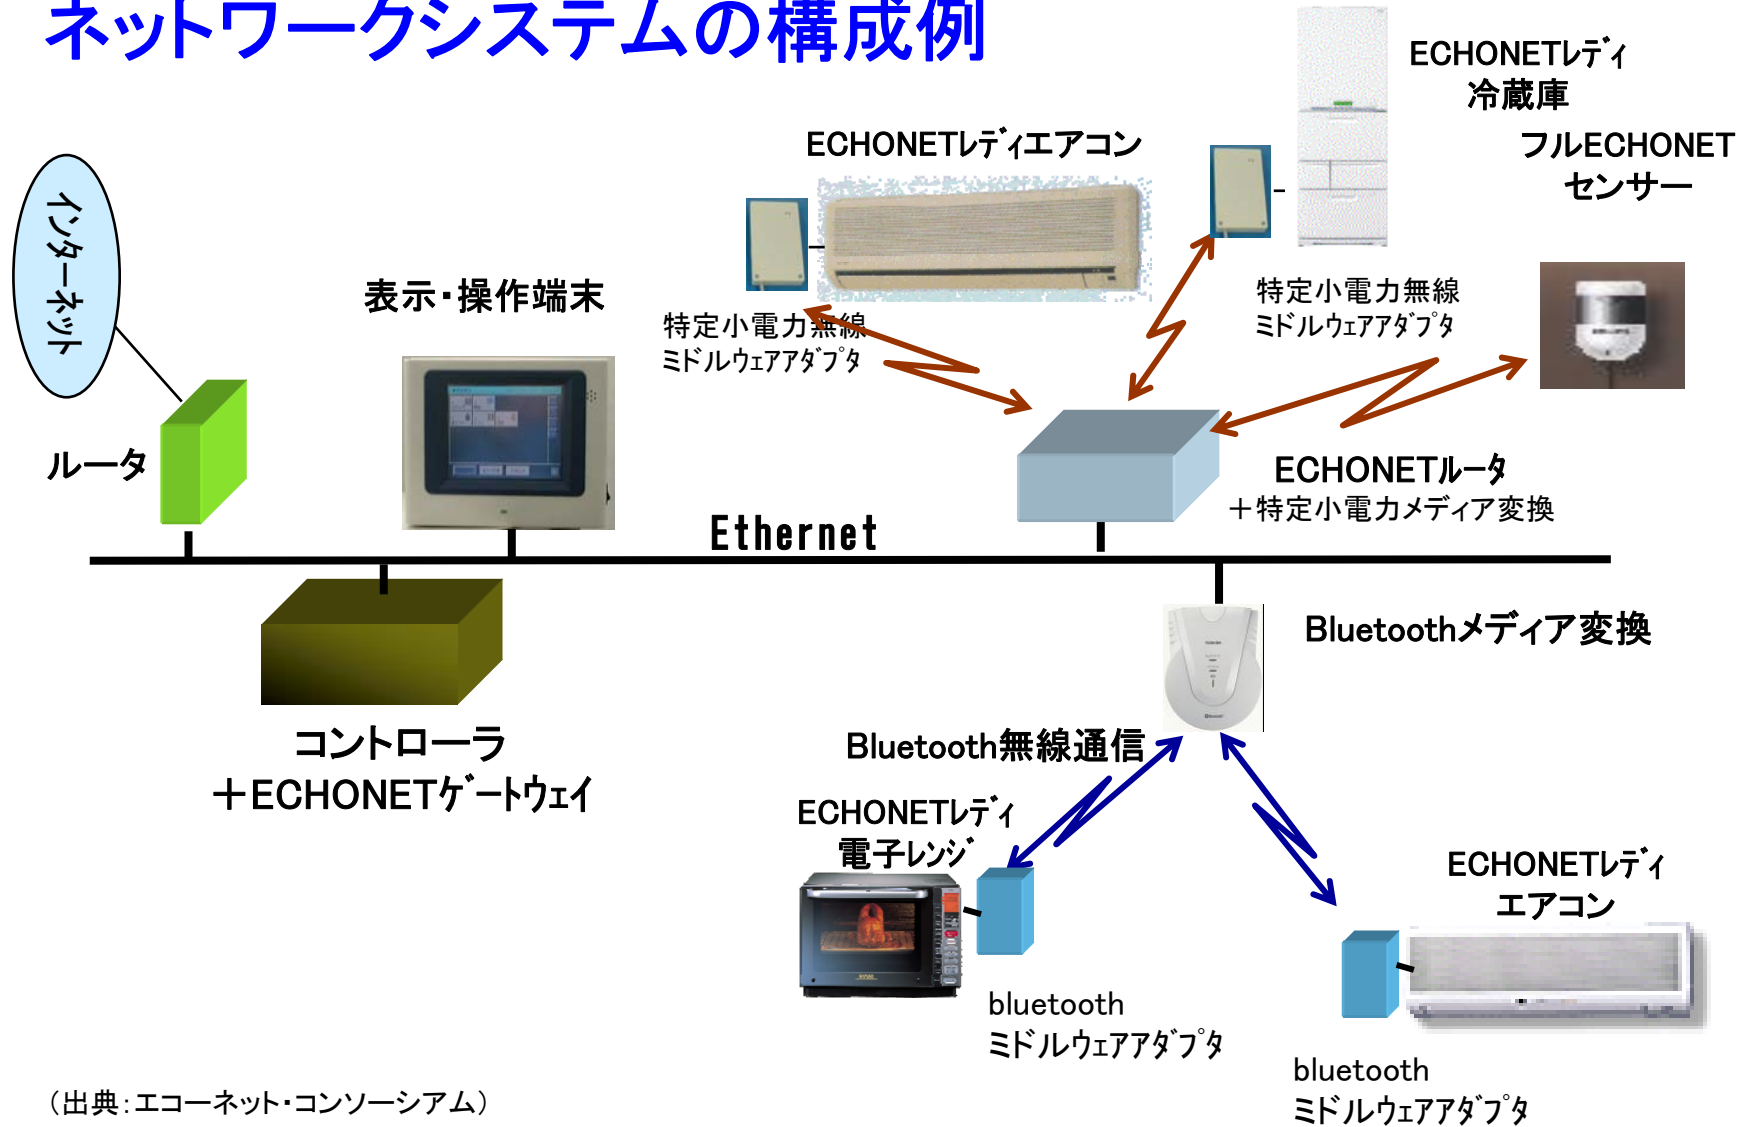 ネットワークシステムの構成例
ECHONETレディ
冷蔵庫
ECHONETレディエアコン
フルECHONET
センサー
インターネット
表示・操作端末
特定小電力無線
ミドルウェアアダプタ
特定小電力無線
ミドルウェアアダプタ
ルータ
ECHONETルータ
＋特定小電力メディア変換
Ethernet
Bluetoothメディア変換
コントローラ
＋ECHONETゲートウェイ
Bluetooth無線通信
ECHONETレディ
電子レンジ
ECHONETレディ
エアコン
bluetooth
ミドルウェアアダプタ
bluetooth
ミドルウェアアダプタ
（出典：エコーネット・コンソーシアム）